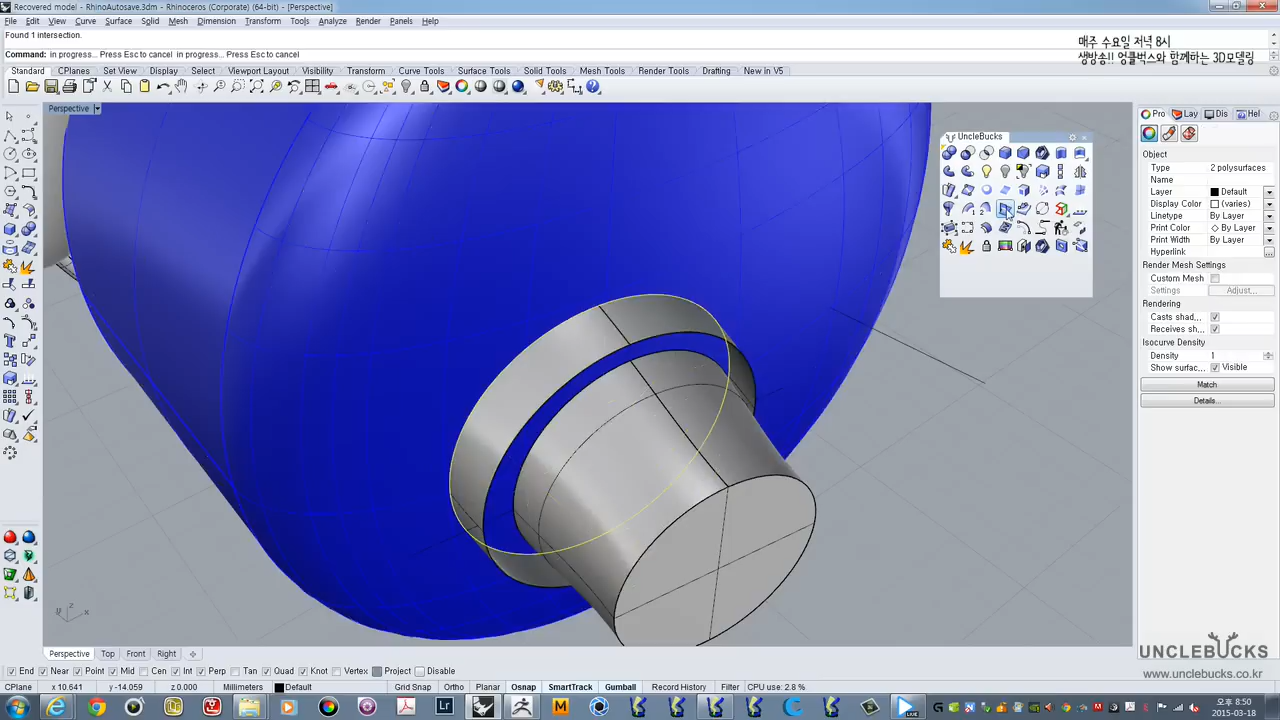 Recovered model - RhinoAutosave.3dm - Rhinoceros (Corporate) (64-bit) - [Perspective]
File Edit View Curve Surface Solid Mesh Dimension Transform Tools Analyze Render Panels Help
Found 1 intersection.
Command: in progress... Press Esc to cancel in progress... Press Esc to cancel
매주 수요일 저녁 8시
생방송!! 엉클벅스와 함께하는 3D모델링
Standard CPlanes Set View Display Select Viewport Layout Visibility Transform Curve Tools Surface Tools Solid Tools Mesh Tools Render Tools Drafting New in V5
Perspective
UncleBucks
Pro Lay Dis Hel
Object
Type 2 polysurfaces
Name
Layer Default
Display Color (varies)
Linetype By Layer
Print Color By Layer
Print Width By Layer
Hyperlink
Render Mesh Settings
Custom Mesh
Settings Adjust...
Rendering
Casts shad...
Receives sh...
Isocurve Density
Density 1
Show surfac... Visible
Match
Details...
z
y x
Perspective Top Front Right
End Near Point Mid Cen Int Perp Tan Quad Knot Vertex Project Disable
CPlane x 10.641 y -14.059 z 0.000 Millimeters Default Grid Snap Ortho Planar Osnap SmartTrack Gumball Record History Filter CPU use: 2.8 %
UNCLEBUCKS
www.unclebucks.co.kr
Lr M LIVE
오후 8:50
2015-03-18